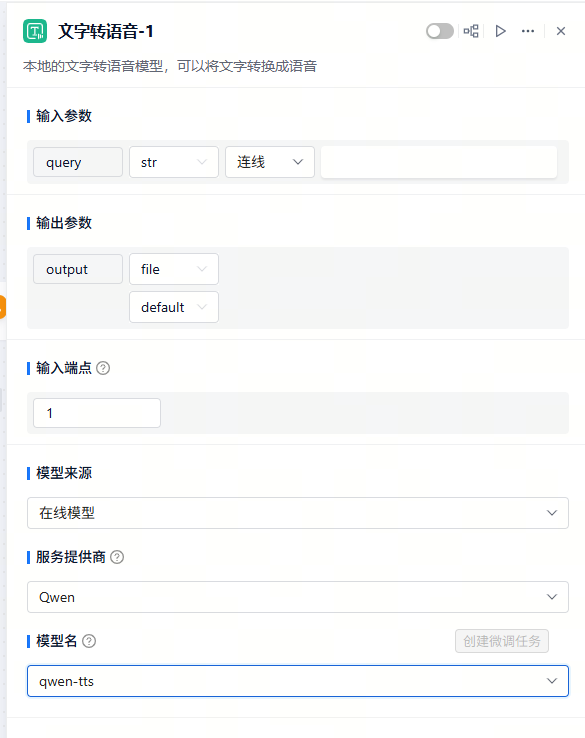 文字转语音-1
本地的文字转语音模型，可以将文字转换成语音
输入参数
query str 连线
输出参数
output file
default
输入端点
1
模型来源
在线模型
服务提供商
Qwen
模型名 创建微调任务
qwen-tts